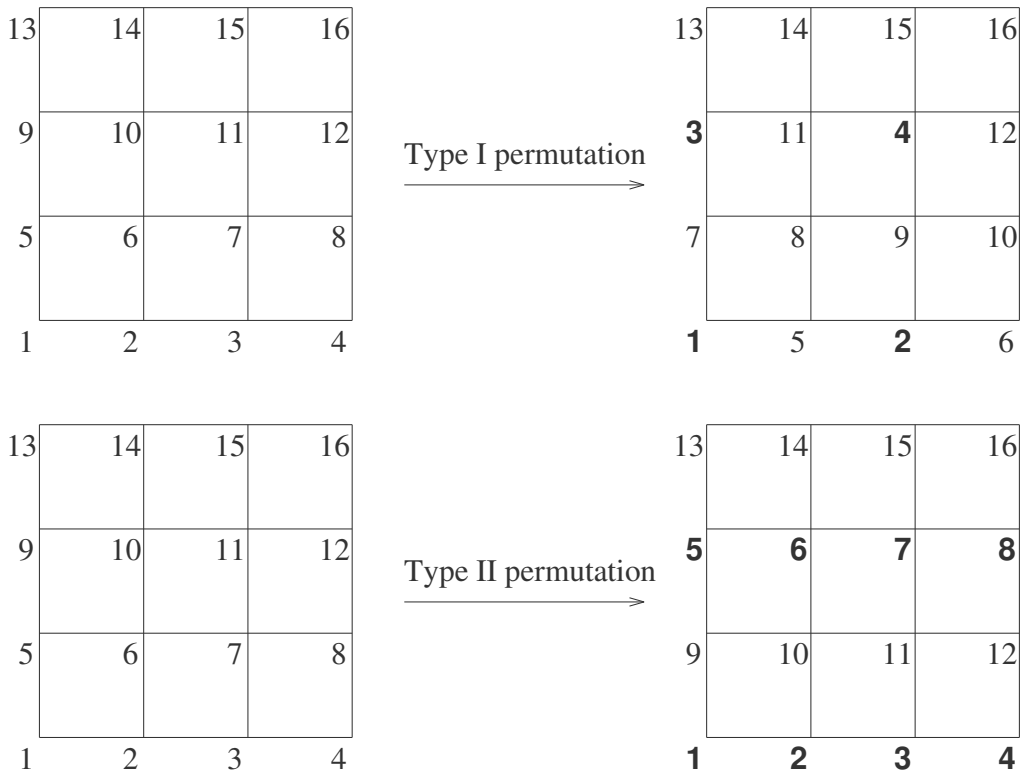 13 14 15 16 13 14 15 16
9 10 11 12 3 11 4 12
Type I permutation
5 6 7 8 7 8 9 10
1 2 3 4 1 5 2 6
13 14 15 16 13 14 15 16
9 10 11 12 5 6 7 8
Type II permutation
5 6 7 8 9 10 11 12
1 2 3 4 1 2 3 4